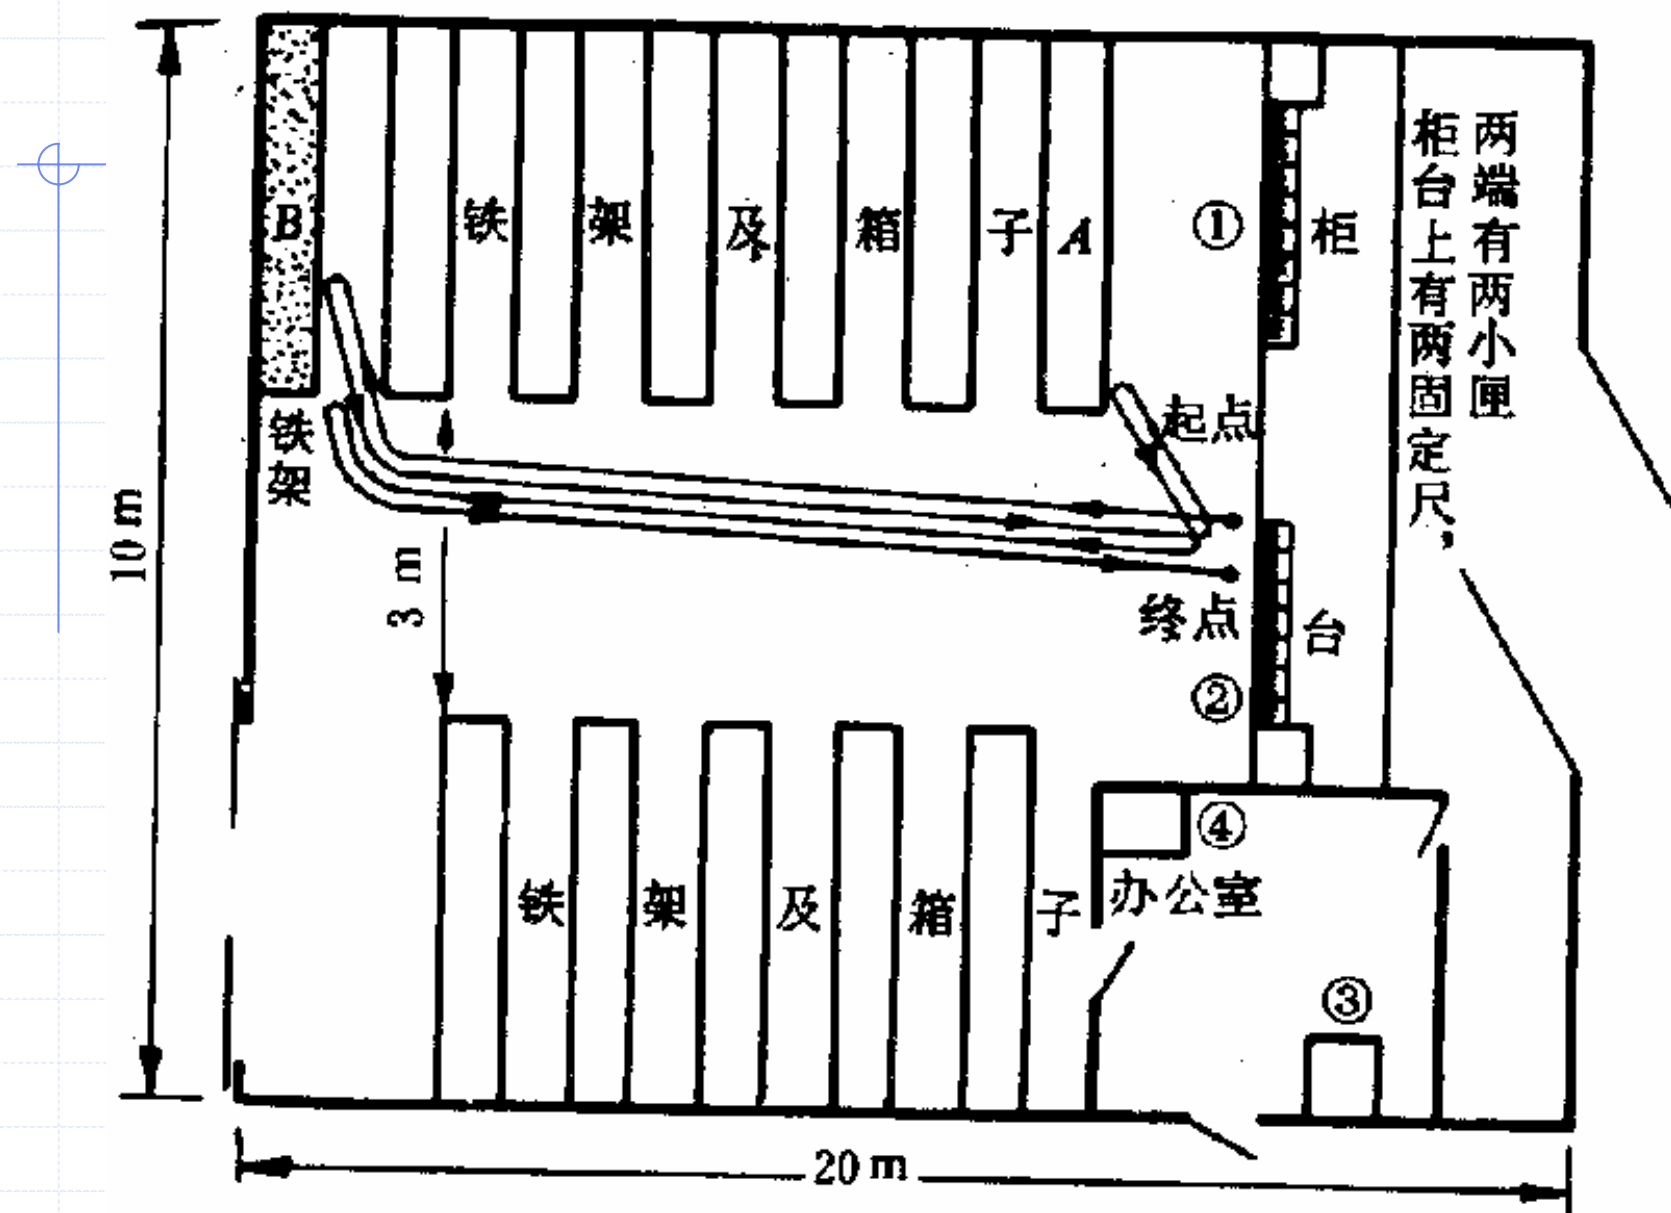 10 m
B
铁架
铁架及箱子A
①
柜
两端有两小匣
柜台上有两固定尺，
起点
终点
3 m
台
②
铁架及箱子
④
办公室
③
20 m